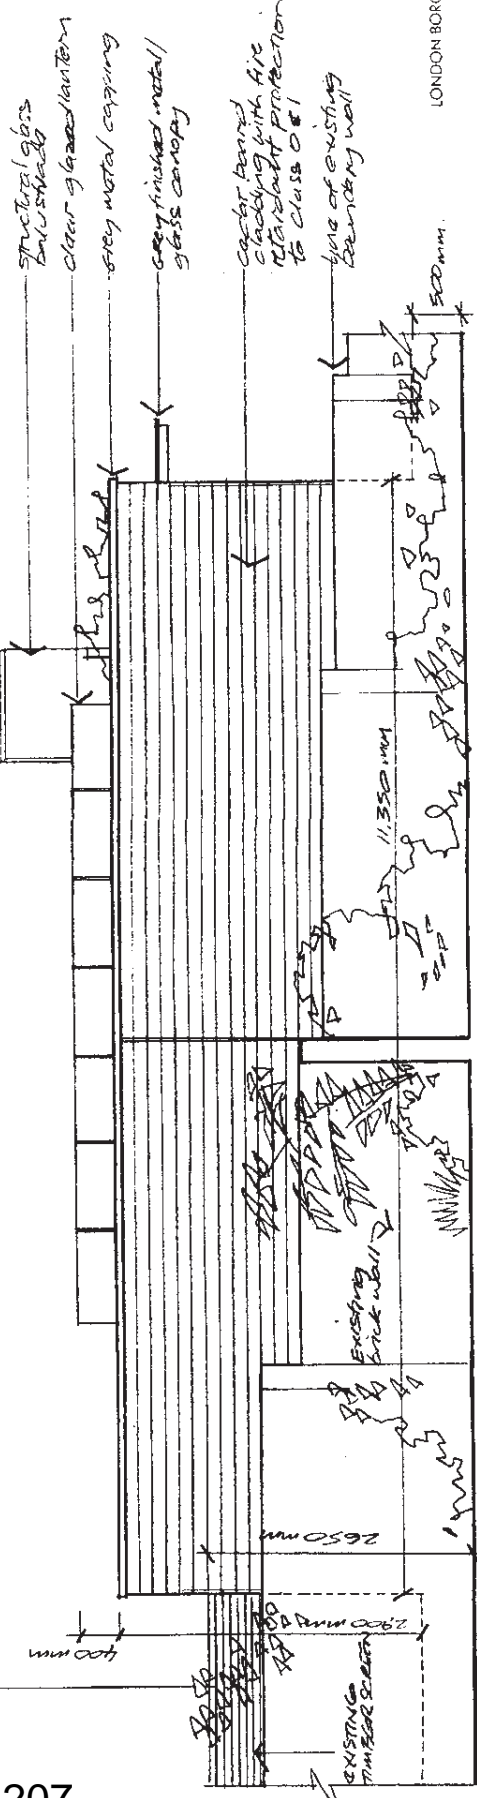 structural glass
balustrade
clear glazed lantern
grey metal capping
grey finished metal/
glass canopy
cedar board
cladding with fire
retardant protection
to class 0 & 1
line of existing
boundary wall
LONDON BORO
500mm
11,350mm
Existing
brick wall
2650mm
2,900mm
400mm
EXISTING
TIMBER SCREEN
207